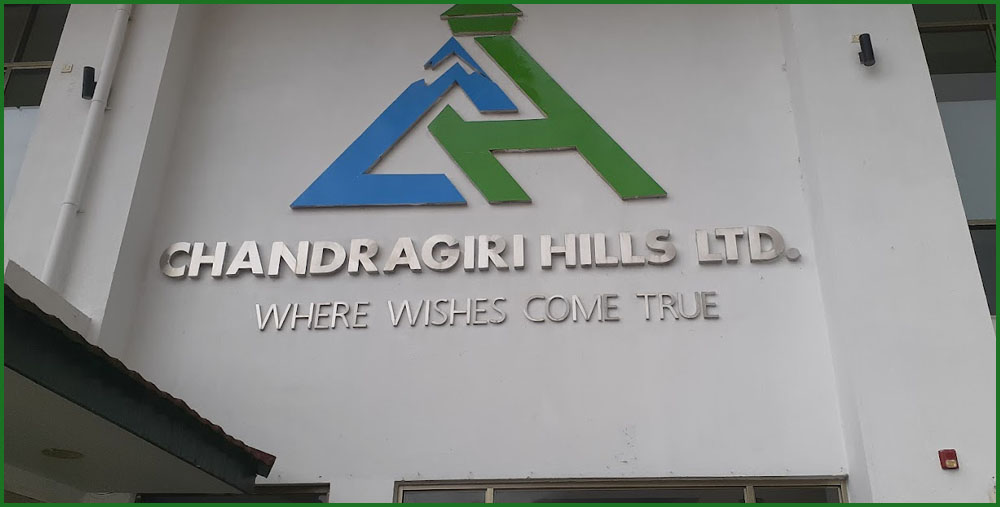 CHANDRAGIRI HILLS LTD.
WHERE WISHES COME TRUE